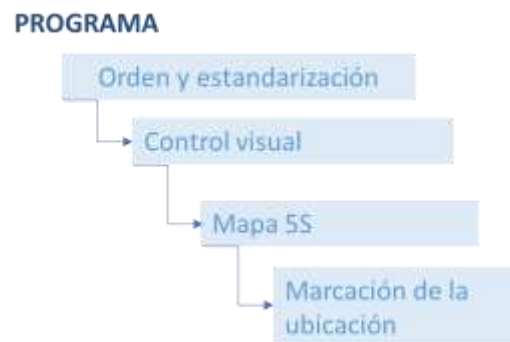 PROGRAMA
Orden y estandarización
Control visual
Mapa 5S
Marcación de la
ubicación